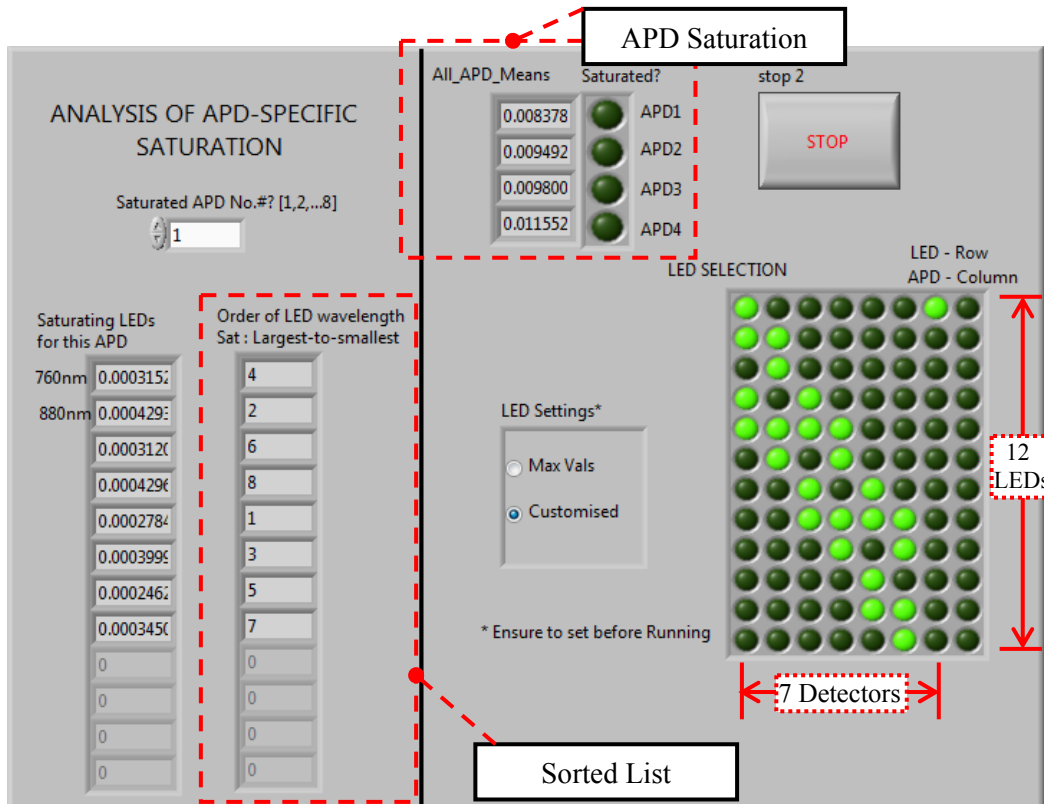 APD Saturation
All_APD_Means
Saturated?
stop 2
ANALYSIS OF APD-SPECIFIC
SATURATION
0.008378
APD1
0.009492
APD2
0.009800
APD3
0.011552
APD4
STOP
Saturated APD No.#? [1,2,...8]
1
LED SELECTION
LED - Row
APD - Column
Saturating LEDs
for this APD
760nm
0.0003152
880nm
0.0004293
0.0003120
0.0004296
0.0002784
0.0003999
0.0002462
0.0003450
0
0
0
0
Order of LED wavelength
Sat : Largest-to-smallest
4
2
6
8
1
3
5
7
0
0
0
0
LED Settings*
Max Vals
Customised
* Ensure to set before Running
12
LEDs
7 Detectors
Sorted List